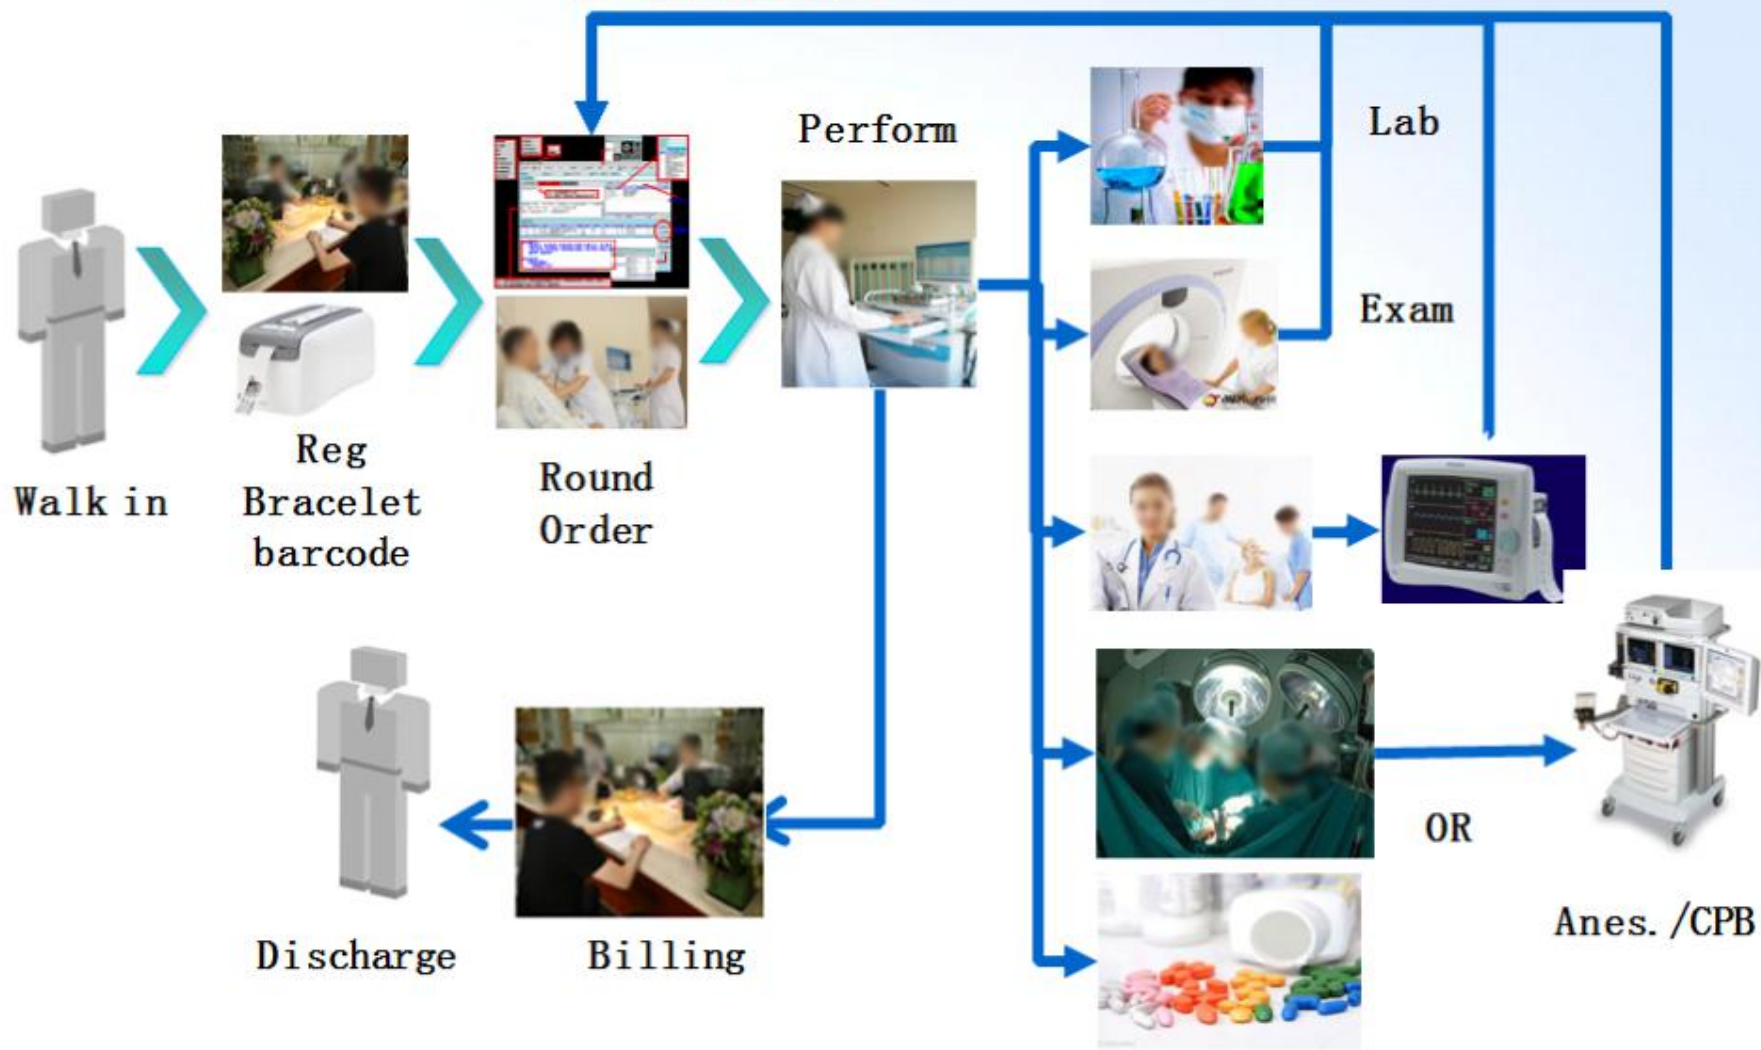 Walk in
Reg
Bracelet
barcode
Round
Order
Perform
Lab
Exam
OR
Anes./CPB
Billing
Discharge